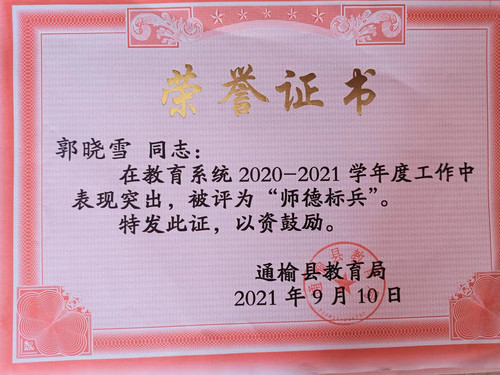 荣誉证书
郭晓雪 同志：
在教育系统 2020-2021 学年度工作中
表现突出，被评为“师德标兵”。
特发此证，以资鼓励。
通榆县教育局
2021 年 9 月 10 日